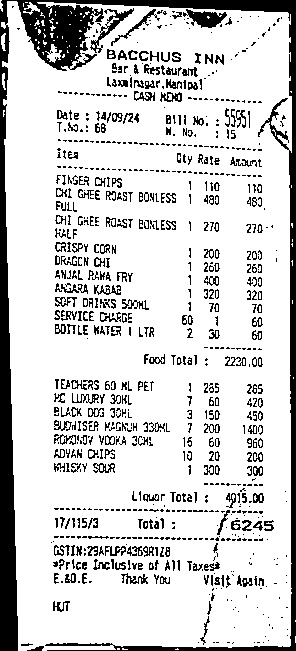 BACCHUS INN
Bar & Restaurant
Laxminagar,Manipal
CASH MEMO
Date : 14/09/24 Bill No. : 55951
T.No.: 68 W. No. : 15
Item Qty Rate Amount
FINGER CHIPS 1 110 110
CHI GHEE ROAST BONLESS 1 480 480
FULL
CHI GHEE ROAST BONLESS 1 270 270
HALF
CRISPY CORN 1 200 200
DRAGON CHI 1 260 260
ANJAL RAWA FRY 1 400 400
ANGARA KABAB 1 320 320
SOFT DRINKS 500ML 1 70 70
SERVICE CHARGE 60 1 60
BOTTLE WATER 1 LTR 2 30 60
Food Total : 2230.00
TEACHERS 60 ML PET 1 285 285
MC LUXURY 30ML 7 60 420
BLACK DOG 30ML 3 150 450
BUDWISER MAGNUM 330ML 7 200 1400
ROMONOV VODKA 30ML 16 60 960
ADVAN CHIPS 10 20 200
WHISKY SOUR 1 300 300
Liquor Total : 4015.00
17/115/3 Total : 6245
GSTIN:29AFLPP4369R1Z8
*Price Inclusive of All Taxes*
E.&O.E. Thank You Visit Again
HUT